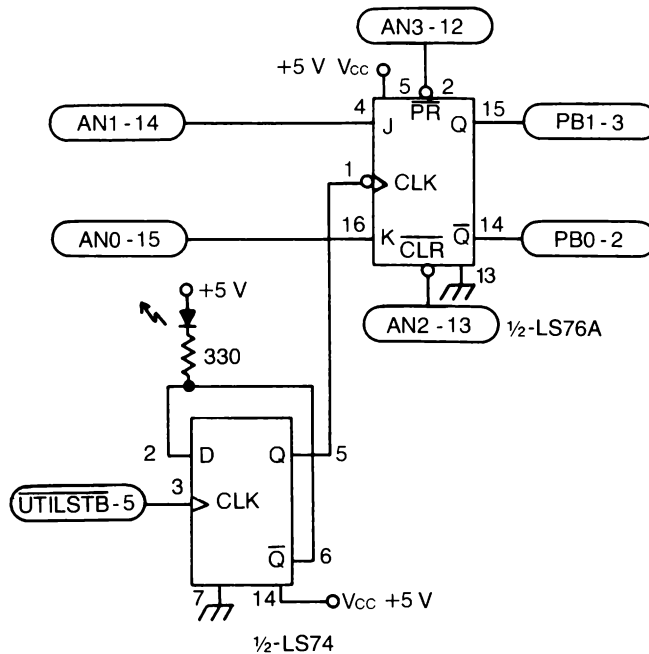 AN3-12
+5 V Vcc
5 2
PR
AN1-14
4
J
Q
15
PB1-3
1
CLK
AN0-15
16
K
CLR
Q
14
PB0-2
13
AN2-13
½-LS76A
+5 V
330
2
D
Q
5
UTILSTB-5
3
CLK
Q
6
7
14
Vcc +5 V
½-LS74